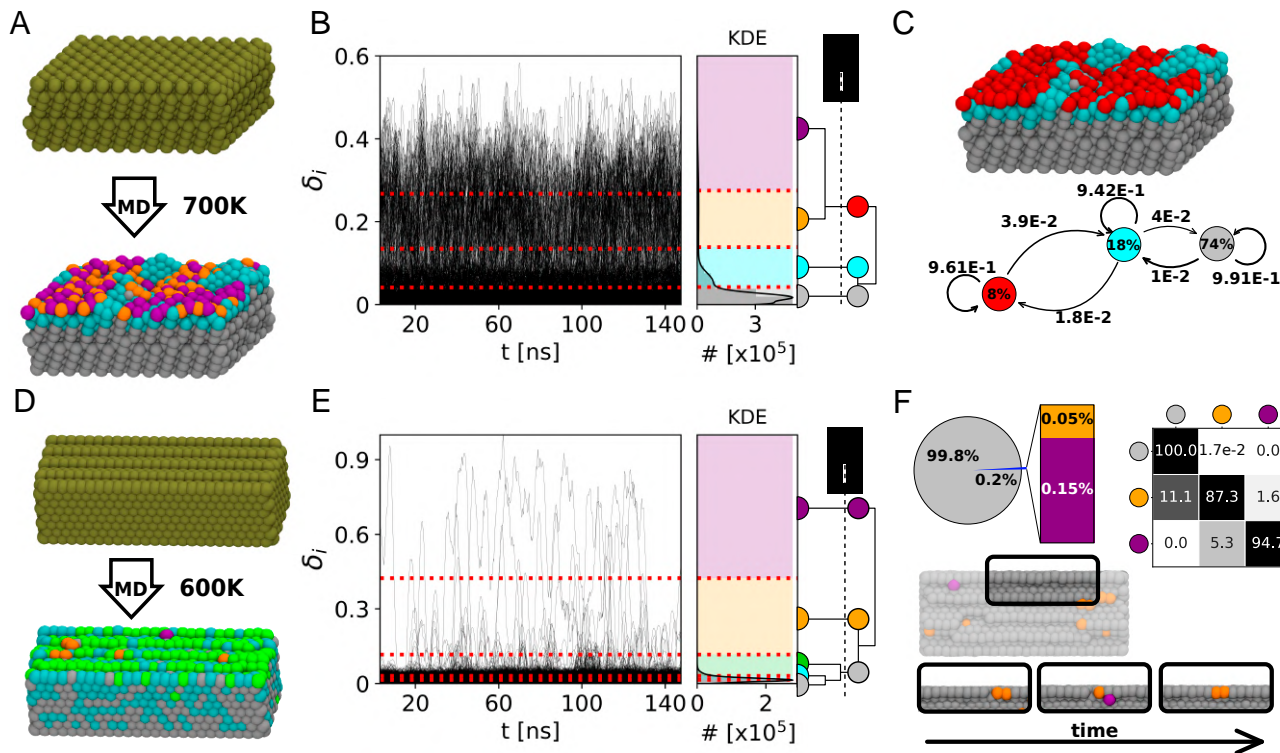 A
MD
700K
B
KDE
0.6
0.4
0.2
0
δi
20
60
100
140
t [ns]
0
3
# [x10⁵]
C
9.42E-1
3.9E-2
4E-2
18%
74%
9.61E-1
1E-2
9.91E-1
8%
1.8E-2
D
MD
600K
E
KDE
0.9
0.6
0.3
0
δi
20
60
100
140
t [ns]
0
2
# [x10⁵]
F
0.05%
99.8%
0.2%
0.15%
100.0 1.7e-2 0.0
11.1 87.3 1.6
0.0 5.3 94.7
time